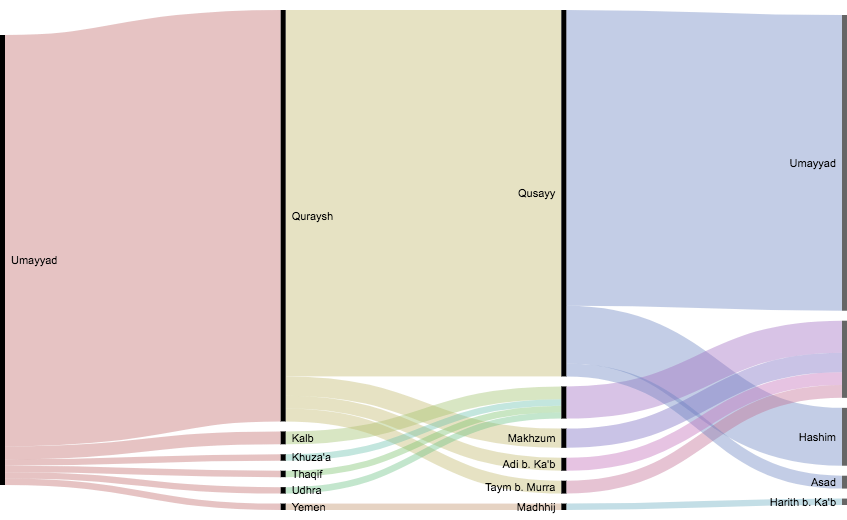 Umayyad
Quraysh
Kalb
Khuza'a
Thaqif
Udhra
Yemen
Qusayy
Makhzum
Adi b. Ka'b
Taym b. Murra
Madhhij
Umayyad
Hashim
Asad
Harith b. Ka'b